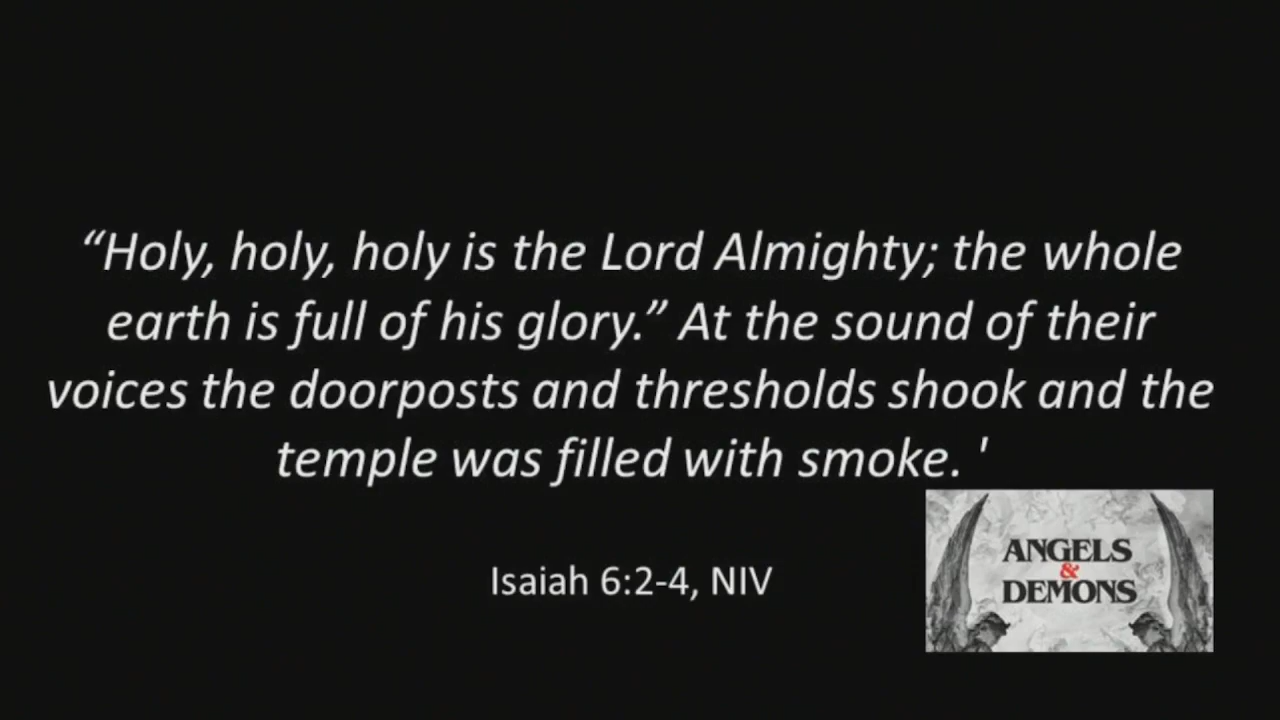 “Holy, holy, holy is the Lord Almighty; the whole
earth is full of his glory.” At the sound of their
voices the doorposts and thresholds shook and the
temple was filled with smoke. '
Isaiah 6:2-4, NIV
ANGELS
&
DEMONS